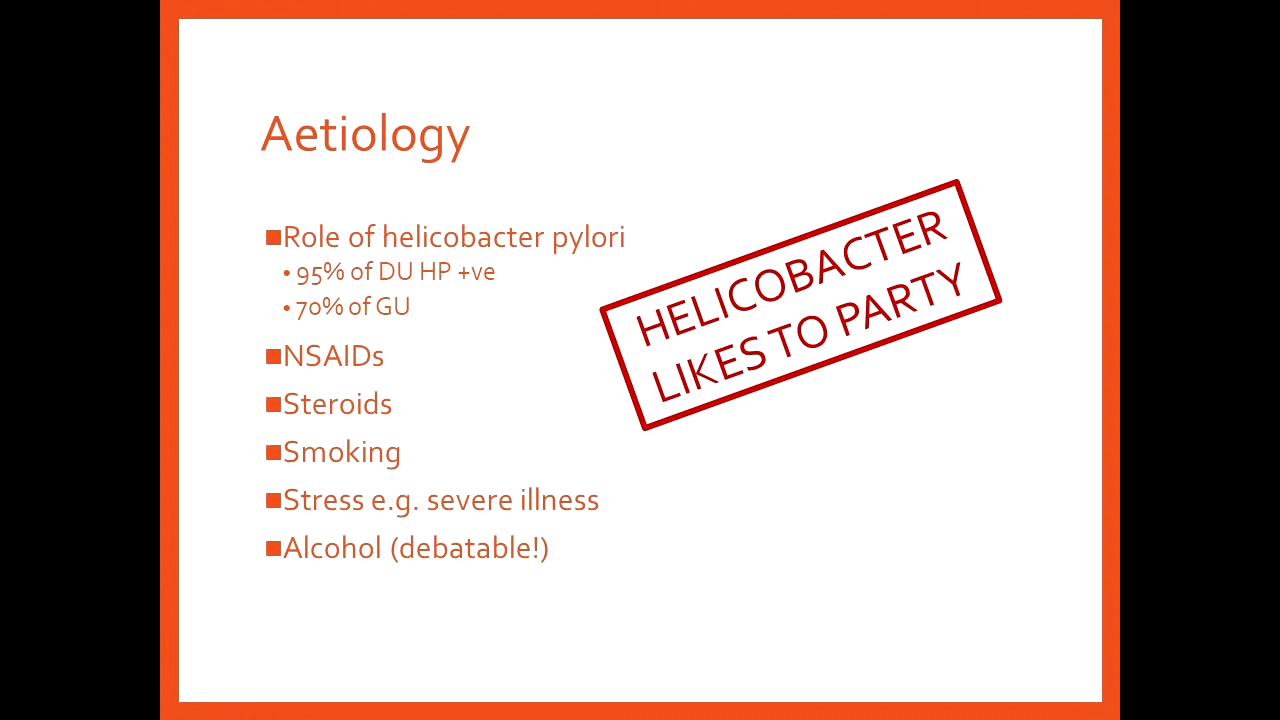 Aetiology
■Role of helicobacter pylori
• 95% of DU HP +ve
• 70% of GU
■NSAIDs
■Steroids
■Smoking
■Stress e.g. severe illness
■Alcohol (debatable!)
HELICOBACTER
LIKES TO PARTY